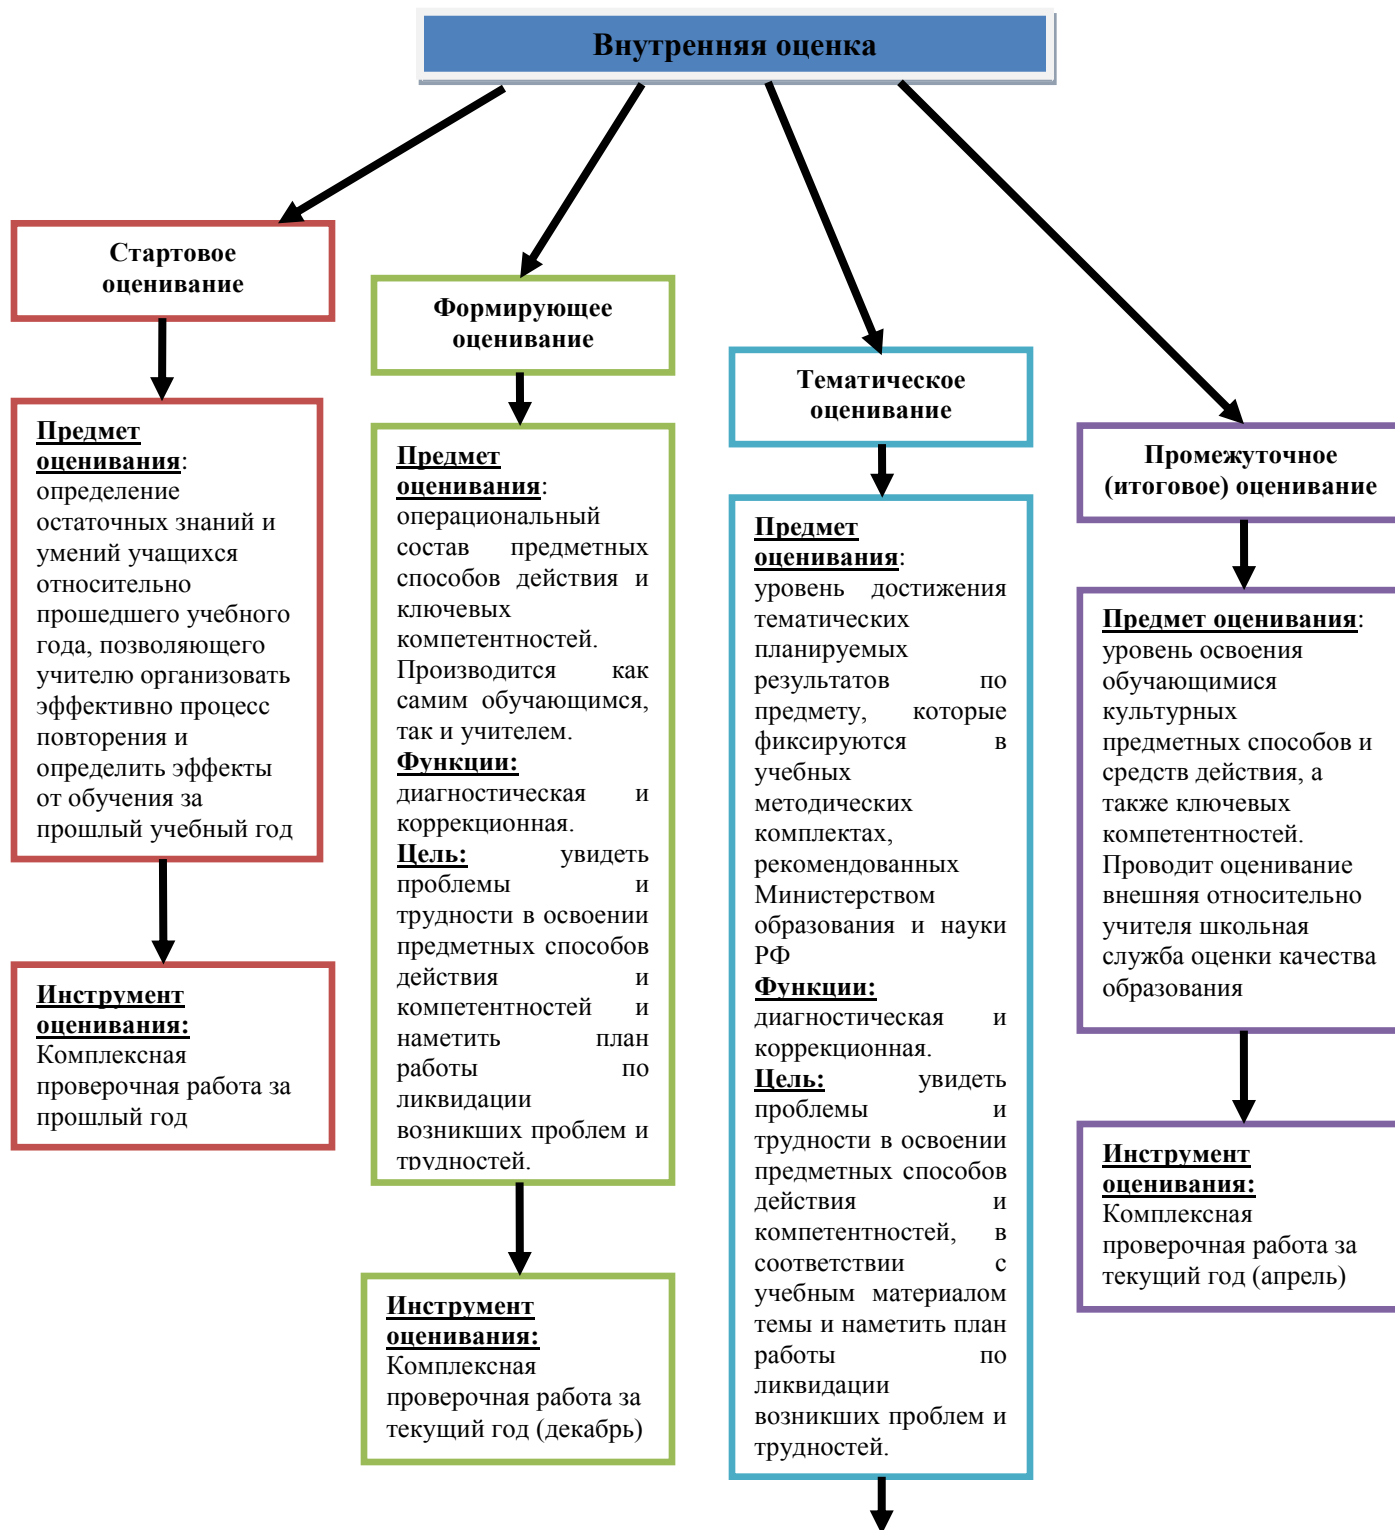 Внутренняя оценка
Стартовое
оценивание
Предмет
оценивания:
определение
остаточных знаний и
умений учащихся
относительно
прошедшего учебного
года, позволяющего
учителю организовать
эффективно процесс
повторения и
определить эффекты
от обучения за
прошлый учебный год
Инструмент
оценивания:
Комплексная
проверочная работа за
прошлый год
Формирующее
оценивание
Предмет
оценивания:
операциональный
состав предметных
способов действия и
ключевых
компетентностей.
Производится как
самим обучающимся,
так и учителем.
Функции:
диагностическая и
коррекционная.
Цель: увидеть
проблемы и
трудности в освоении
предметных способов
действия и
компетентностей и
наметить план
работы по
ликвидации
возникших проблем и
трудностей.
Инструмент
оценивания:
Комплексная
проверочная работа за
текущий год (декабрь)
Тематическое
оценивание
Предмет
оценивания:
уровень достижения
тематических
планируемых
результатов по
предмету, которые
фиксируются в
учебных
методических
комплектах,
рекомендованных
Министерством
образования и науки
РФ
Функции:
диагностическая и
коррекционная.
Цель: увидеть
проблемы и
трудности в освоении
предметных способов
действия и
компетентностей, в
соответствии с
учебным материалом
темы и наметить план
работы по
ликвидации
возникших проблем и
трудностей.
Промежуточное
(итоговое) оценивание
Предмет оценивания:
уровень освоения
обучающимися
культурных
предметных способов и
средств действия, а
также ключевых
компетентностей.
Проводит оценивание
внешняя относительно
учителя школьная
служба оценки качества
образования
Инструмент
оценивания:
Комплексная
проверочная работа за
текущий год (апрель)